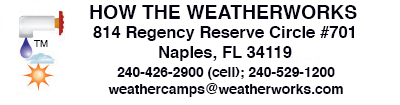 HOW THE WEATHERWORKS
814 Regency Reserve Circle #701
TM
Naples, FL 34119
240-426-2900 (cell); 240-529-1200
weathercamps@weatherworks.com